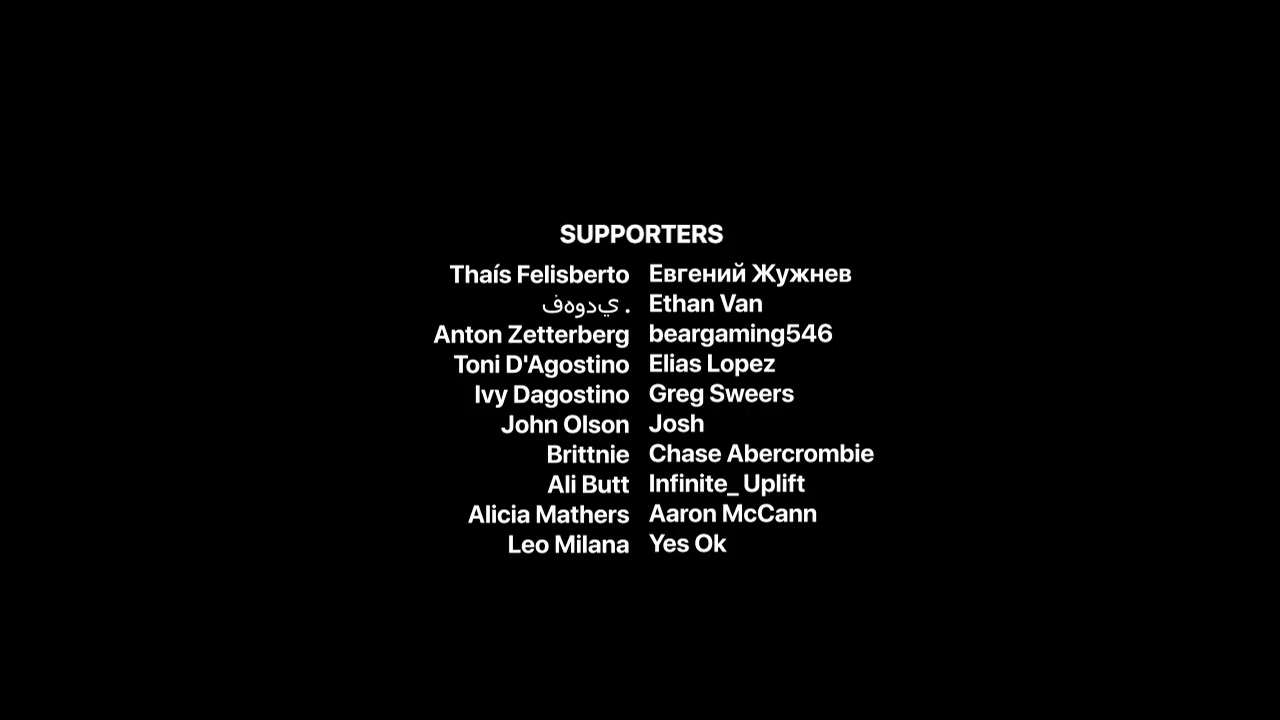 SUPPORTERS
Thaís Felisberto Евгений Жужнев
يدوهف . Ethan Van
Anton Zetterberg beargaming546
Toni D'Agostino Elias Lopez
Ivy Dagostino Greg Sweers
John Olson Josh
Brittnie Chase Abercrombie
Ali Butt Infinite_ Uplift
Alicia Mathers Aaron McCann
Leo Milana Yes Ok